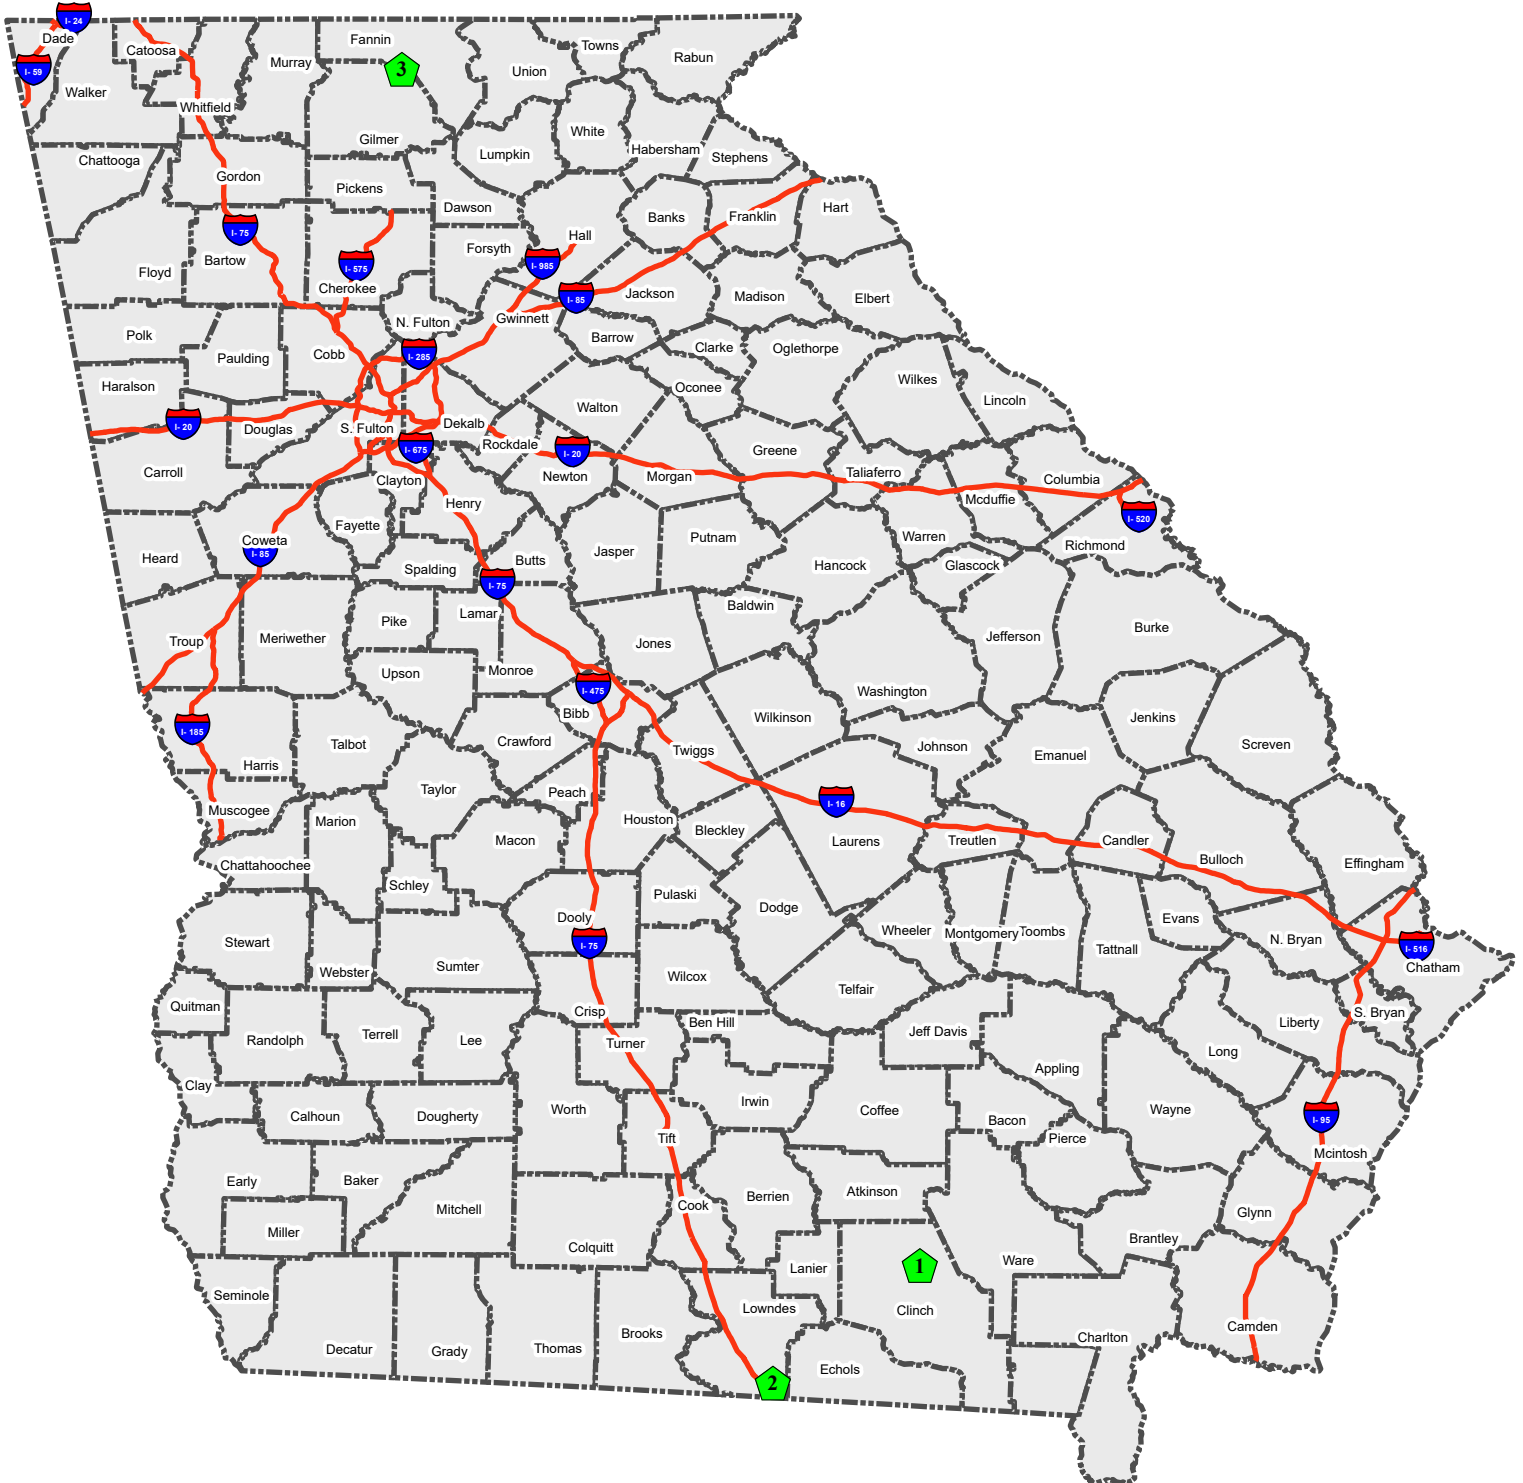 I- 24
Dade
Catoosa
Fannin
Towns
Rabun
I- 59
Murray
3
Union
Walker
Whitfield
White
Gilmer
Habersham
Lumpkin
Stephens
Chattooga
Gordon
Pickens
Dawson
Banks
Franklin
Hart
I- 75
Hall
Forsyth
Bartow
I- 575
I- 985
Floyd
Cherokee
I- 85
Jackson
Madison
Elbert
Gwinnett
N. Fulton
Polk
Barrow
Clarke
Oglethorpe
Paulding
Cobb
I- 285
Haralson
Oconee
Wilkes
Lincoln
Walton
I- 20
Douglas
S. Fulton
Dekalb
I- 675
Rockdale
I- 20
Greene
Carroll
Clayton
Newton
Morgan
Taliaferro
Columbia
Henry
Mcduffie
Fayette
I- 520
Coweta
I- 85
Heard
Spalding
Butts
Jasper
Putnam
Warren
Richmond
Hancock
Glascock
I- 75
Lamar
Baldwin
Pike
Troup
Meriwether
Jones
Jefferson
Burke
Upson
Monroe
I- 475
Washington
I- 185
Bibb
Wilkinson
Jenkins
Talbot
Crawford
Twiggs
Johnson
Screven
Harris
Emanuel
Taylor
Peach
I- 16
Muscogee
Marion
Houston
Bleckley
Macon
Laurens
Treutlen
Candler
Chattahoochee
Bulloch
Effingham
Schley
Pulaski
Dooly
Dodge
Evans
Stewart
I- 75
Wheeler
Montgomery
Toombs
N. Bryan
I- 516
Tattnall
Webster
Sumter
Wilcox
Chatham
Quitman
Telfair
Crisp
S. Bryan
Randolph
Terrell
Lee
Turner
Ben Hill
Jeff Davis
Liberty
Long
Clay
Appling
Calhoun
Dougherty
Worth
Irwin
Coffee
Bacon
Wayne
I- 95
Tift
Pierce
Mcintosh
Early
Baker
Mitchell
Cook
Berrien
Atkinson
Glynn
Miller
Colquitt
Brantley
Lanier
1
Ware
Seminole
Lowndes
Clinch
Camden
Decatur
Grady
Thomas
Brooks
Charlton
Echols
2